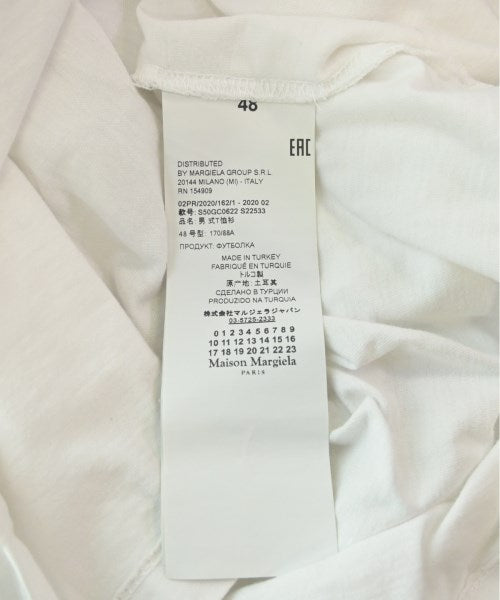 48
EAC
DISTRIBUTED
BY MARGIELA GROUP S.R.L
20144 MILANO (MI) - ITALY
RN 154909
02PR/2020/162/1 - 2020 02
款号: S50GC0622 S22533
品名: 男 式T恤衫
48 号型: 170/88A
ПРОДУКТ: ФУТБОЛКА
MADE IN TURKEY
FABRIQUÉ EN TURQUIE
トルコ製
原产地: 土耳其
СДЕЛАНО В ТУРЦИИ
PRODUZIDO NA TURQUIA
株式会社マルジェラジャパン
03-5725-2333
0 1 2 3 4 5 6 7 8 9
10 11 12 13 14 15 16
17 18 19 20 21 22 23
Maison Margiela
PARIS